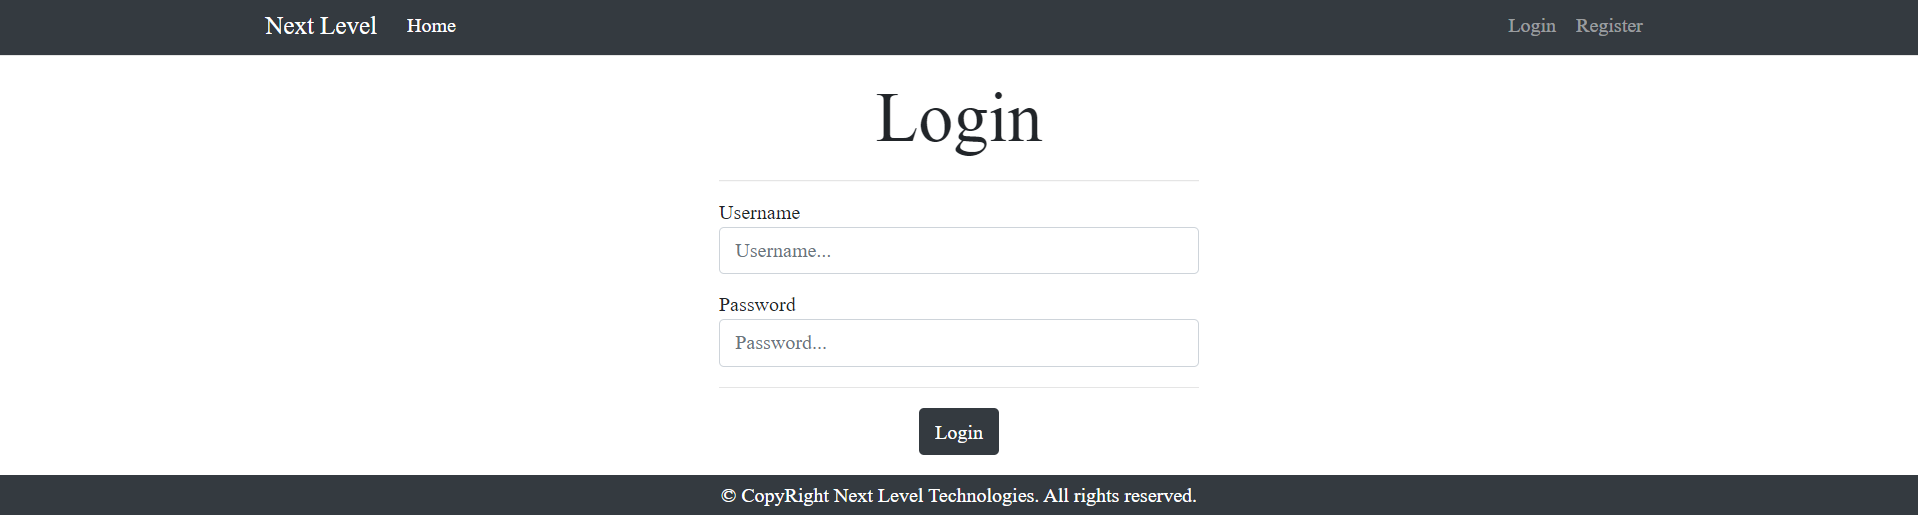 Next Level Home Login Register
Login
Username
Username...
Password
Password...
Login
© CopyRight Next Level Technologies. All rights reserved.